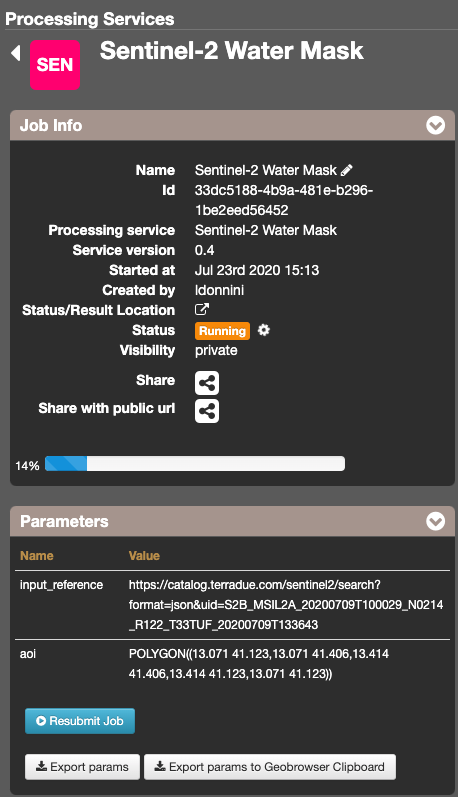 Processing Services
SEN
Sentinel-2 Water Mask
Job Info
Name Sentinel-2 Water Mask
Id 33dc5188-4b9a-481e-b296-
1be2eed56452
Processing service Sentinel-2 Water Mask
Service version 0.4
Started at Jul 23rd 2020 15:13
Created by ldonnini
Status/Result Location
Status Running
Visibility private
Share
Share with public url
14%
Parameters
Name Value
input_reference https://catalog.terradue.com/sentinel2/search?
format=json&uid=S2B_MSIL2A_20200709T100029_N0214
_R122_T33TUF_20200709T133643
aoi POLYGON((13.071 41.123,13.071 41.406,13.414
41.406,13.414 41.123,13.071 41.123))
Resubmit Job
Export params Export params to Geobrowser Clipboard